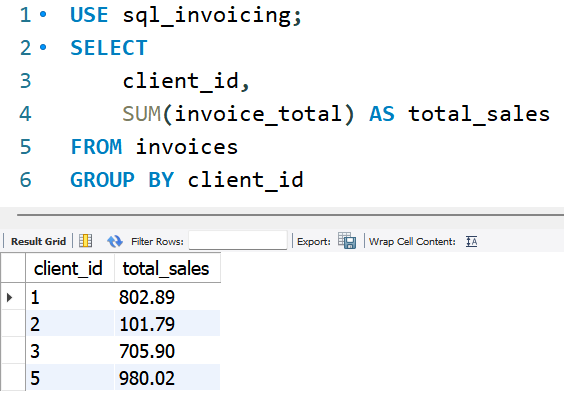 1 USE sql_invoicing;
2 SELECT
3 client_id,
4 SUM(invoice_total) AS total_sales
5 FROM invoices
6 GROUP BY client_id
Result Grid Filter Rows: Export: Wrap Cell Content: IA
client_id total_sales
1 802.89
2 101.79
3 705.90
5 980.02